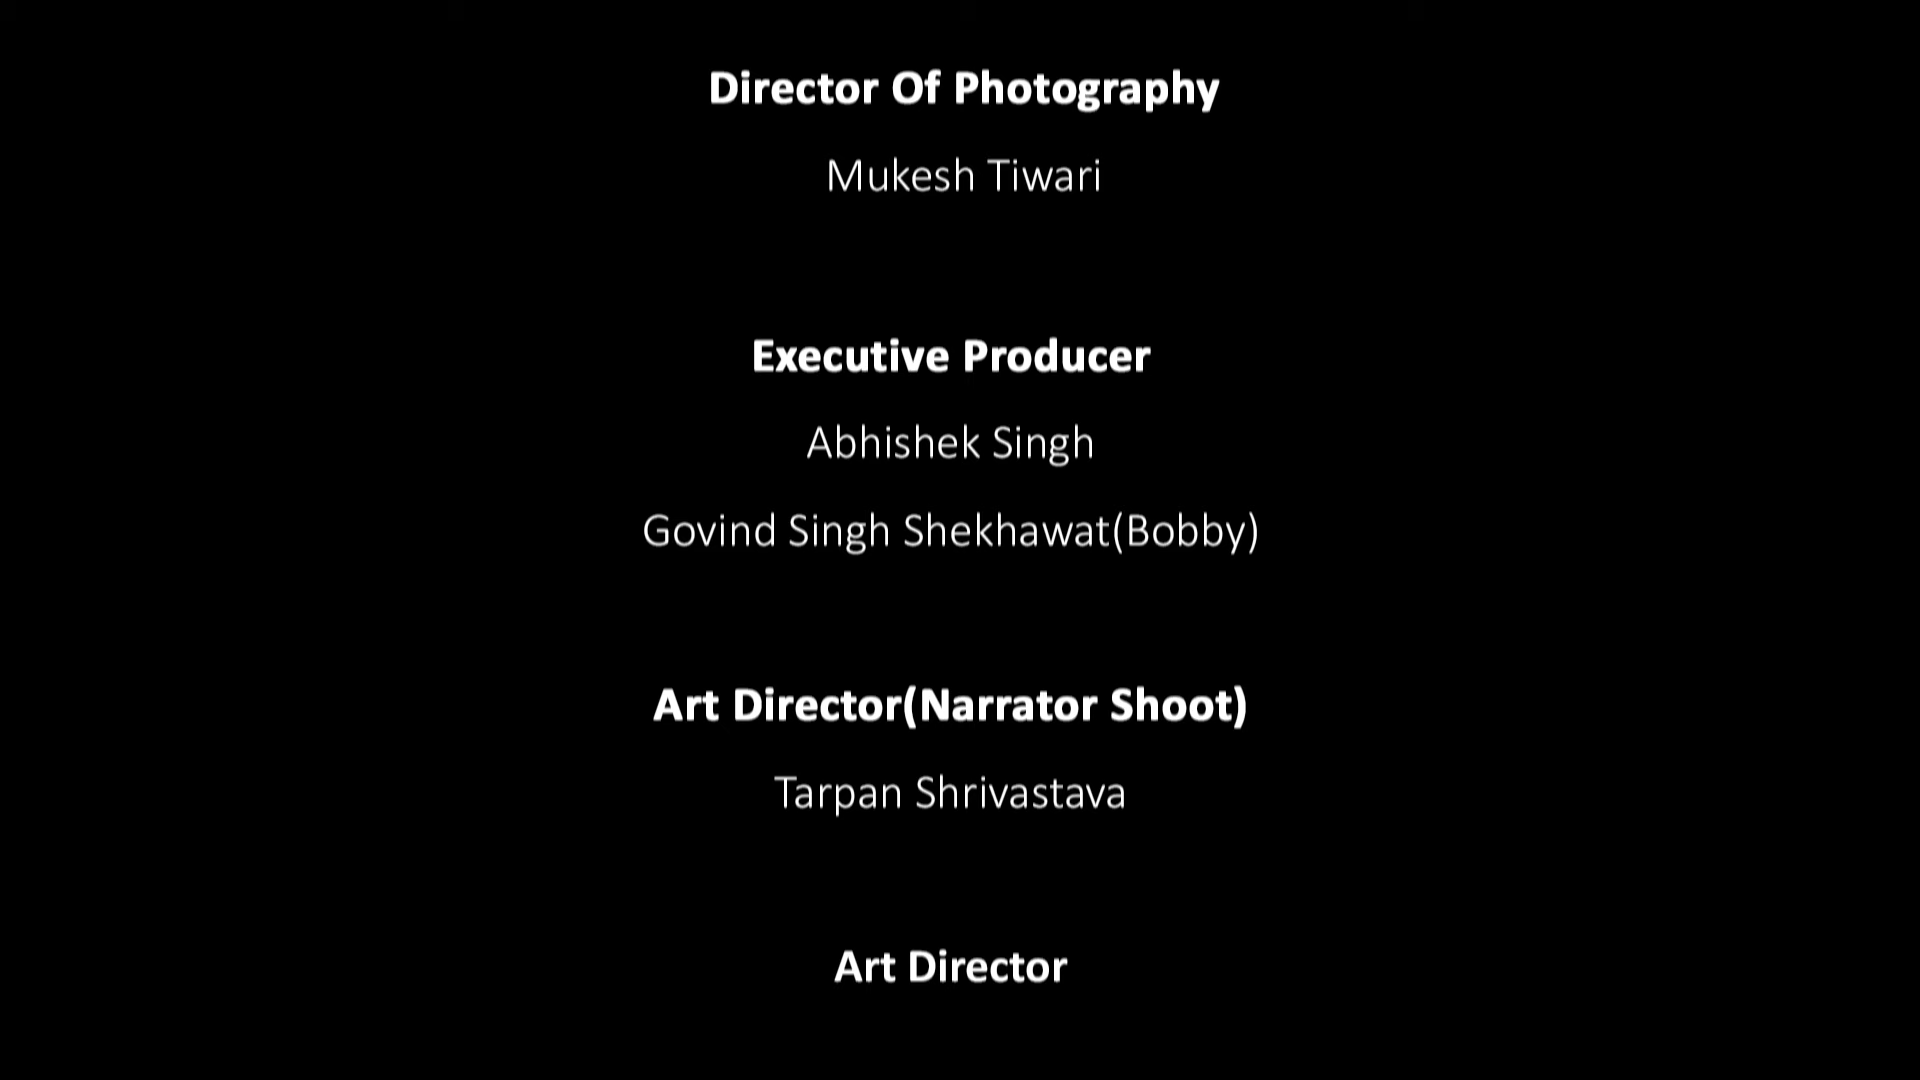 Director Of Photography
Mukesh Tiwari
Executive Producer
Abhishek Singh
Govind Singh Shekhawat(Bobby)
Art Director(Narrator Shoot)
Tarpan Shrivastava
Art Director